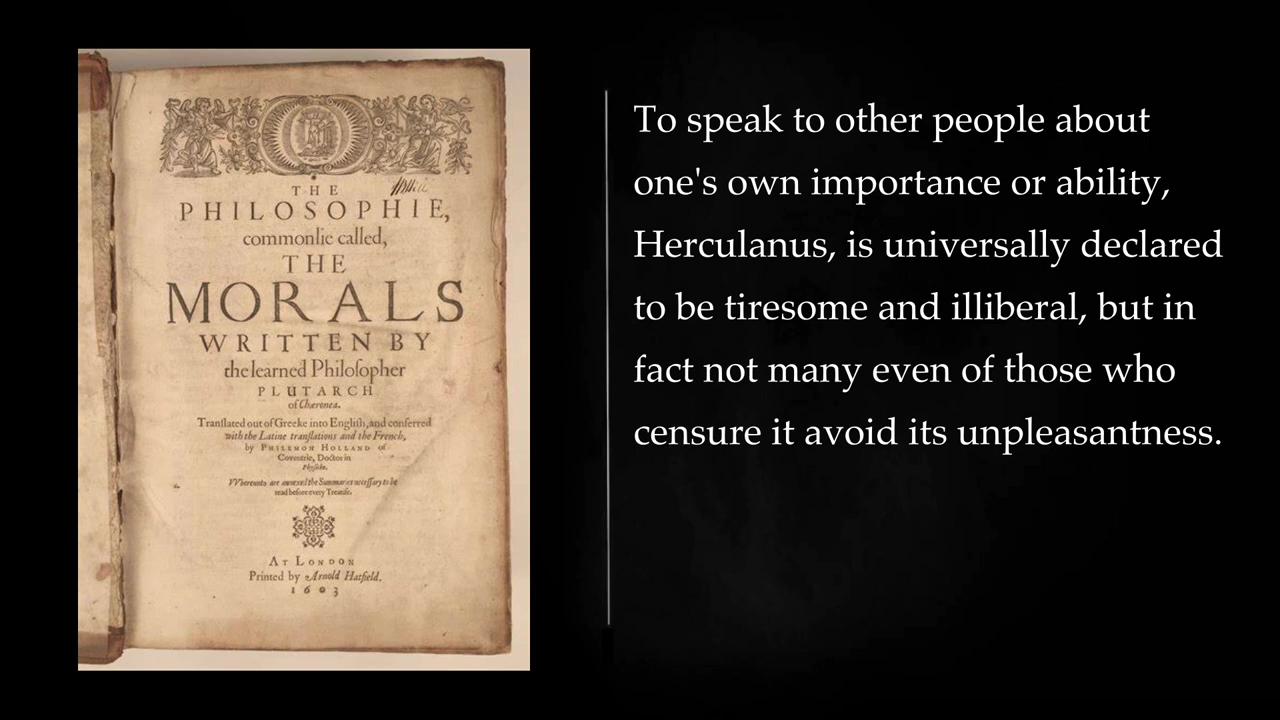 THE
PHILOSOPHIE,
commonlie called,
THE
MORALS
WRITTEN BY
the learned Philoſopher
PLUTARCH
of Chæronea.
Tranſlated out of Greeke into Engliſh, and conferred
with the Latine tranſlations and the French,
by PHILEMON HOLLAND of
Coventrie, Doctor in
Phyſicke.
VVhereunto are annexed the Summaries neceſſary to be
read before every Treatiſe.
AT LONDON
Printed by Arnold Hatfield.
1603
To speak to other people about
one's own importance or ability,
Herculanus, is universally declared
to be tiresome and illiberal, but in
fact not many even of those who
censure it avoid its unpleasantness.